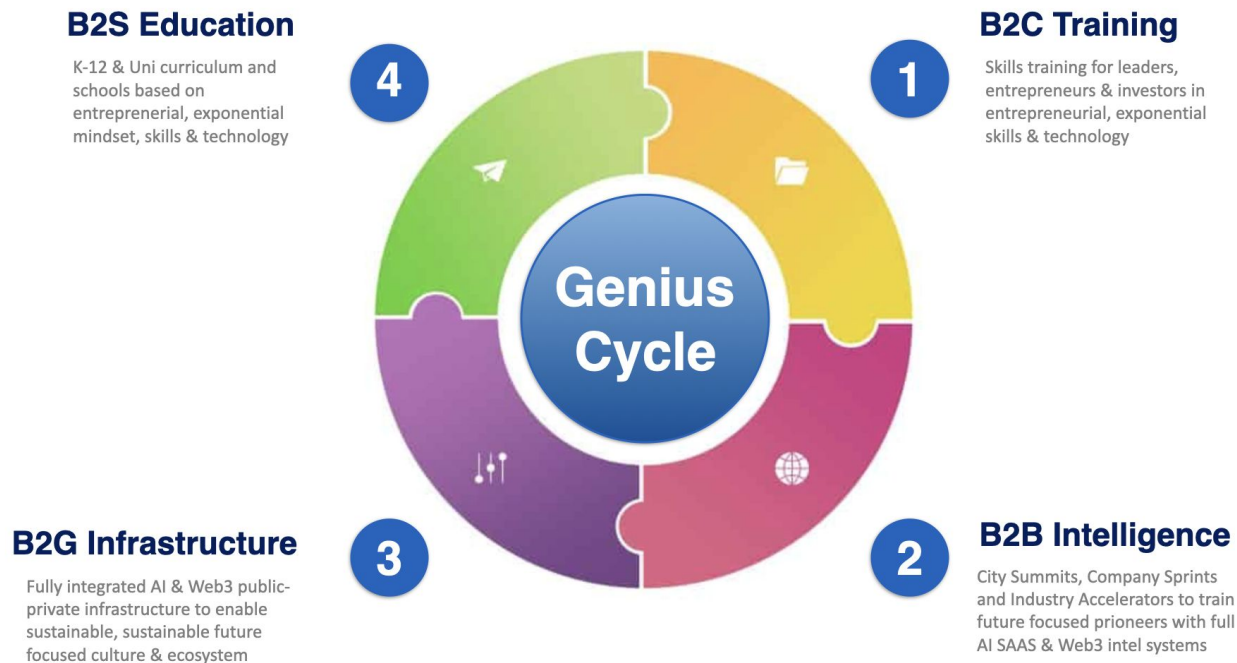 B2S Education
K-12 & Uni curriculum and
schools based on
entreprenerial, exponential
mindset, skills & technology
4
1
B2C Training
Skills training for leaders,
entrepreneurs & investors in
entrepreneurial, exponential
skills & technology
Genius
Cycle
B2G Infrastructure
Fully integrated AI & Web3 public-
private infrastructure to enable
sustainable, sustainable future
focused culture & ecosystem
3
2
B2B Intelligence
City Summits, Company Sprints
and Industry Accelerators to train
future focused prioneers with full
AI SAAS & Web3 intel systems